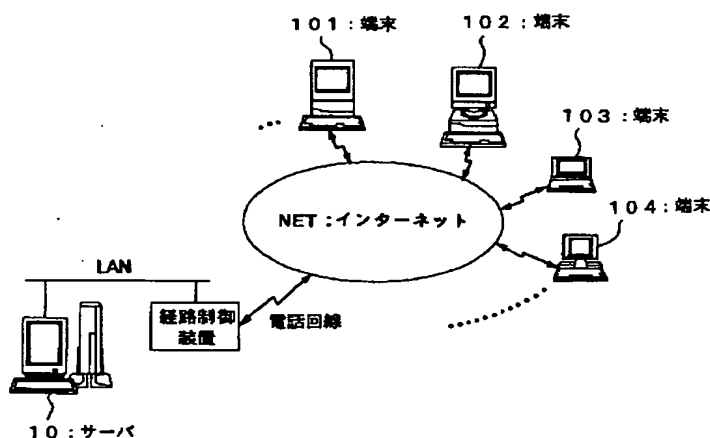 101:端末
102:端末
103:端末
NET:インターネット
104:端末
LAN
経路制御
装置
電話回線
10:サーバ